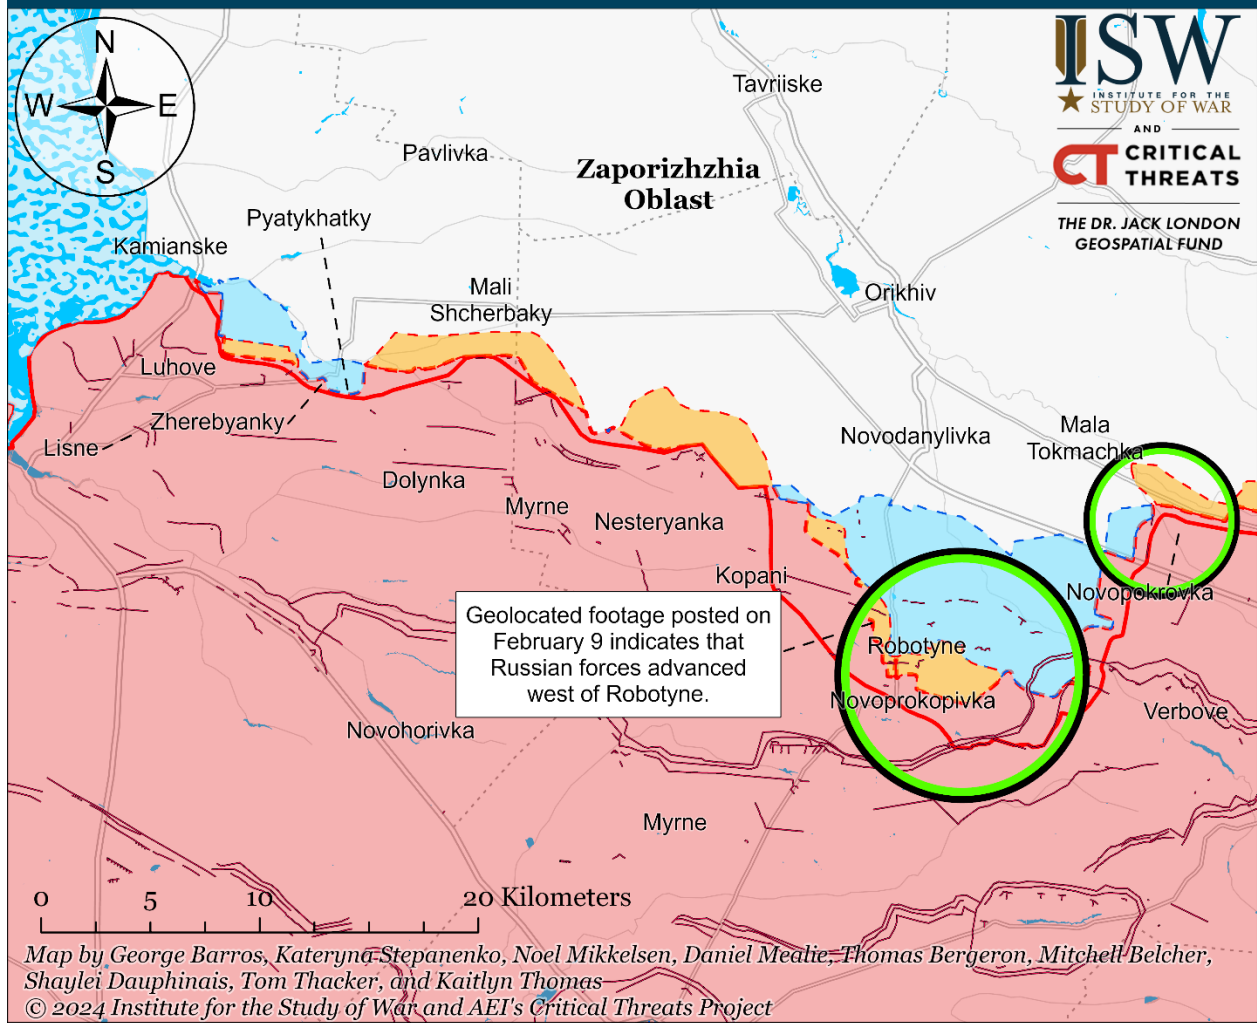 N
W
E
S
ISW
INSTITUTE FOR THE
STUDY OF WAR
AND
CT CRITICAL
THREATS
THE DR. JACK LONDON
GEOSPATIAL FUND
Tavriiske
Pavlivka
Zaporizhzhia
Oblast
Pyatykhatky
Kamianske
Mali
Shcherbaky
Orikhiv
Luhove
Zherebyanky
Lisne
Novodanylivka
Mala
Tokmachka
Dolynka
Myrne
Nesteryanka
Kopani
Novopokrovka
Geolocated footage posted on
February 9 indicates that
Russian forces advanced
west of Robotyne.
Robotyne
Novoprokopivka
Verbove
Novohorivka
Myrne
0 5 10 20 Kilometers
Map by George Barros, Kateryna Stepanenko, Noel Mikkelsen, Daniel Mealie, Thomas Bergeron, Mitchell Belcher,
Shaylei Dauphinais, Tom Thacker, and Kaitlyn Thomas
© 2024 Institute for the Study of War and AEI's Critical Threats Project